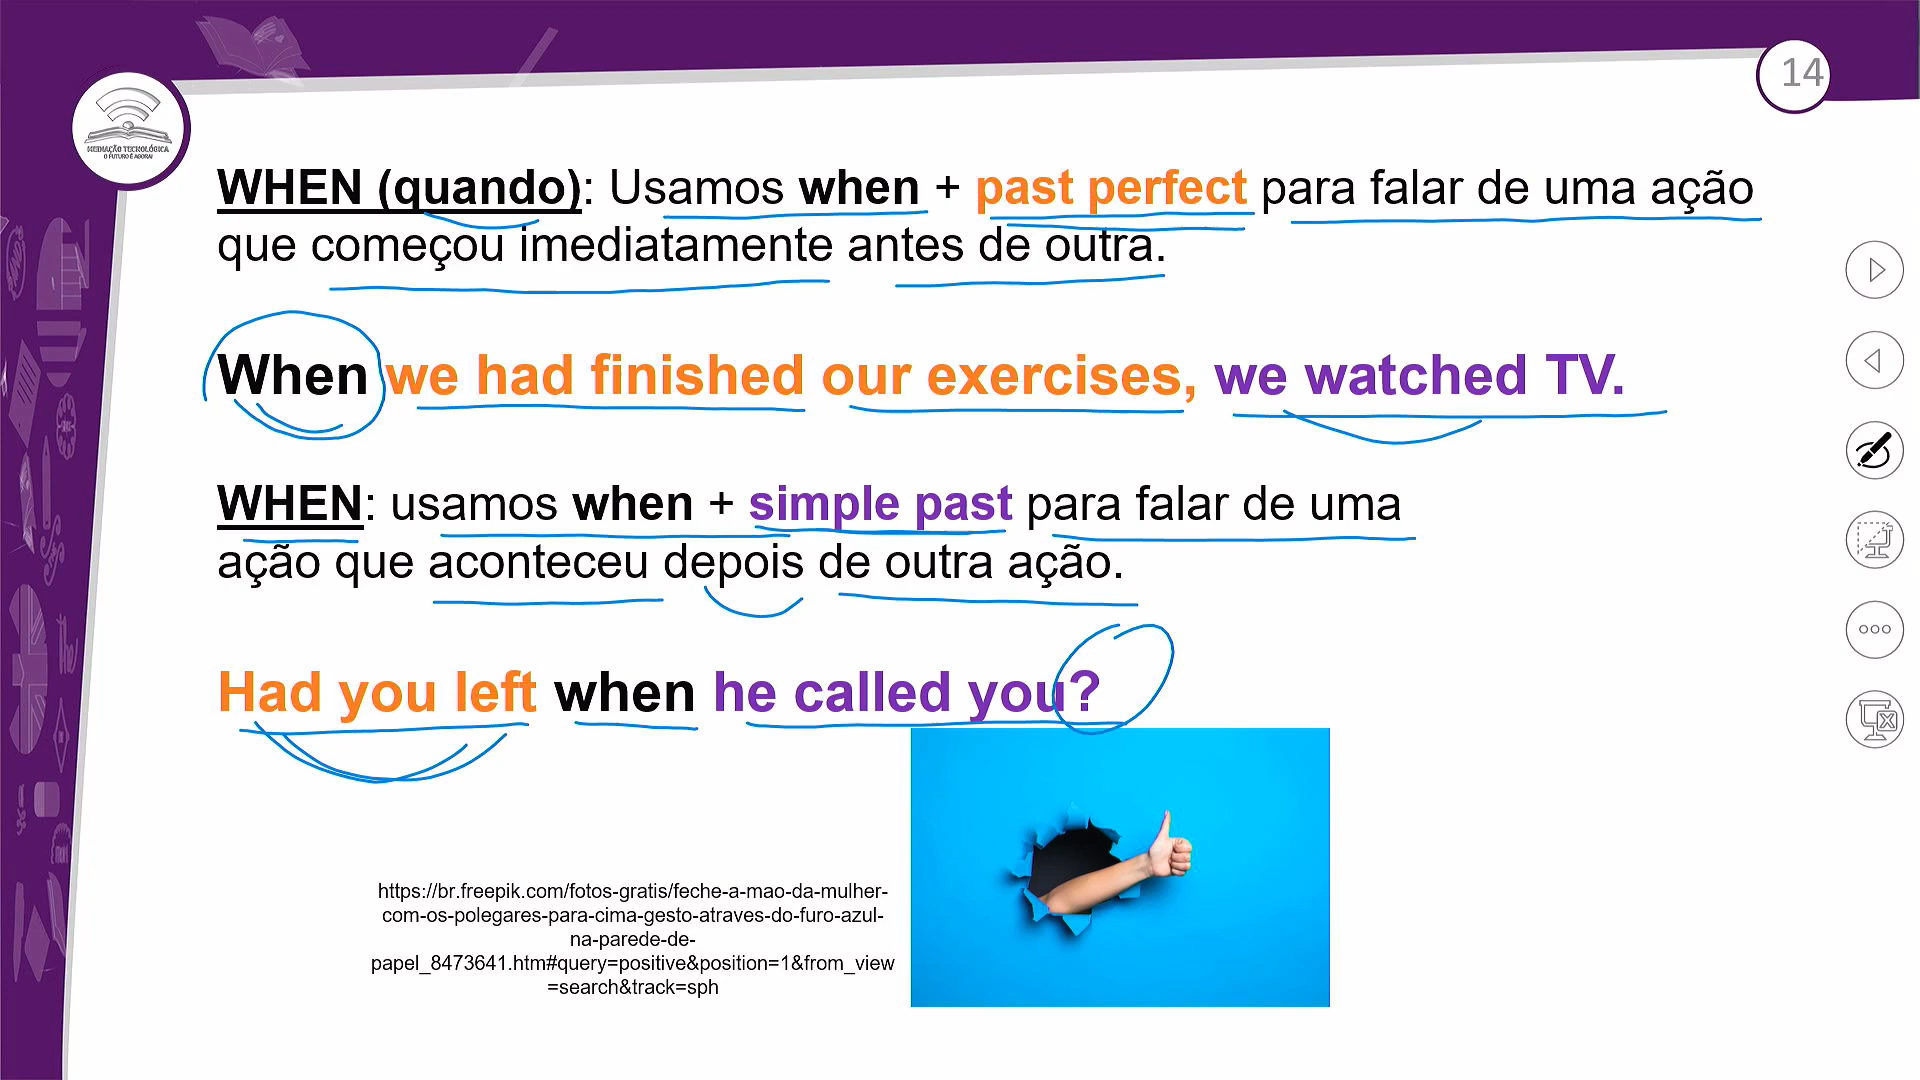 14
MEDIAÇÃO TECNOLÓGICA
O FUTURO É AGORA!
WHEN (quando): Usamos when + past perfect para falar de uma ação
que começou imediatamente antes de outra.
When we had finished our exercises, we watched TV.
WHEN: usamos when + simple past para falar de uma
ação que aconteceu depois de outra ação.
Had you left when he called you?
https://br.freepik.com/fotos-gratis/feche-a-mao-da-mulher-
com-os-polegares-para-cima-gesto-atraves-do-furo-azul-
na-parede-de-
papel_8473641.htm#query=positive&position=1&from_view
=search&track=sph